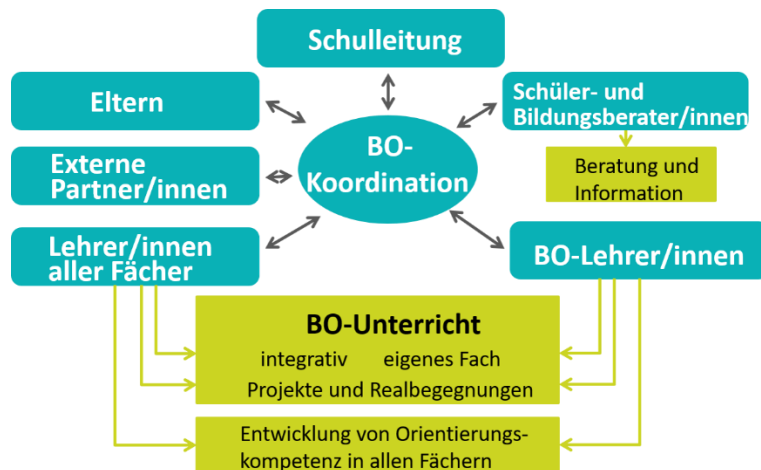 Schulleitung
Eltern
Schüler- und
Bildungsberater/innen
BO-
Koordination
Externe
Partner/innen
Beratung und
Information
Lehrer/innen
aller Fächer
BO-Lehrer/innen
BO-Unterricht
integrativ eigenes Fach
Projekte und Realbegegnungen
Entwicklung von Orientierungs-
kompetenz in allen Fächern